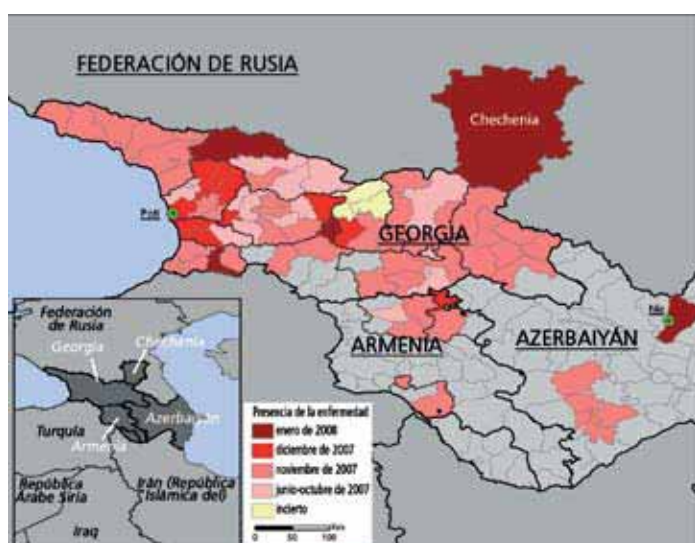 FEDERACIÓN DE RUSIA
Chechenia
Poti
GEORGIA
ARMENIA
AZERBAIYÁN
Federación
de Rusia
Georgia
Chechenia
Azerbaiyán
Armenia
Turquía
República
Árabe Siria
Irán (República
Islámica del)
Iraq
Presencia de la enfermedad
enero de 2008
diciembre de 2007
noviembre de 2007
junio-octubre de 2007
incierto
0 50 100